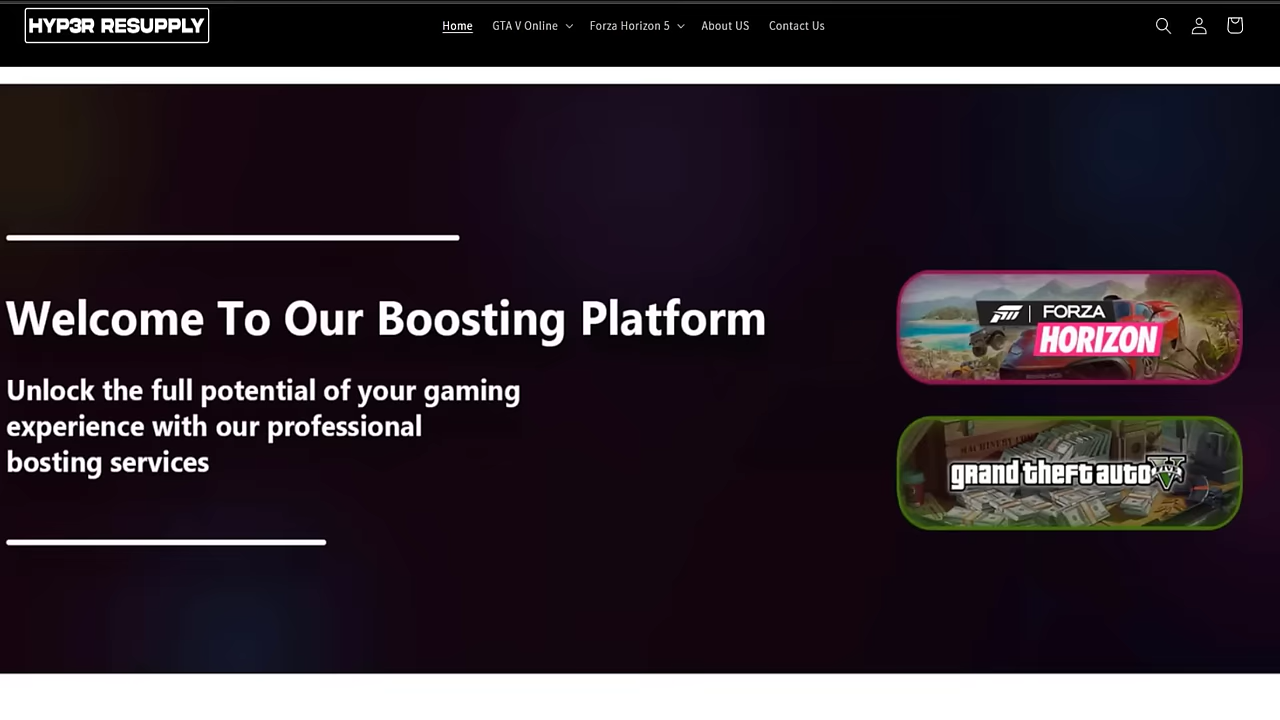 HYP3R RESUPPLY
Home GTA V Online Forza Horizon 5 About US Contact Us
Welcome To Our Boosting Platform
Unlock the full potential of your gaming
experience with our professional
bosting services
FORZA
HORIZON
grand theft auto
V